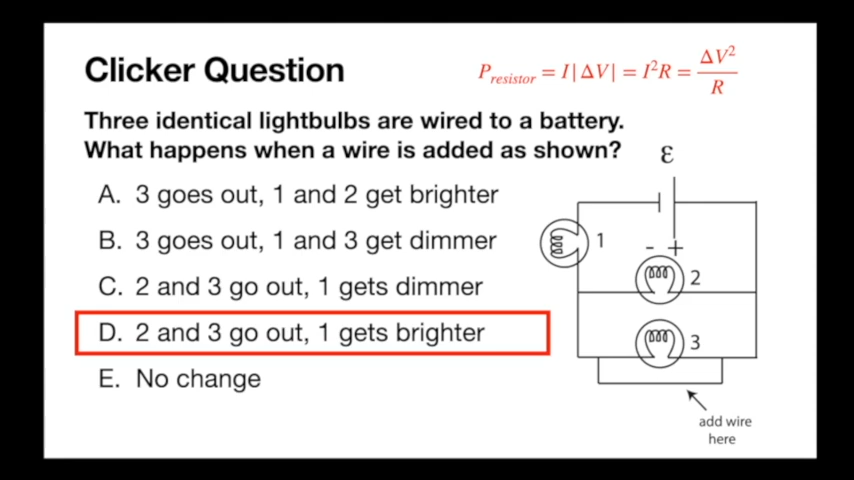 Clicker Question
P_resistor = I|ΔV| = I²R = ΔV²/R
Three identical lightbulbs are wired to a battery.
What happens when a wire is added as shown?
A. 3 goes out, 1 and 2 get brighter
B. 3 goes out, 1 and 3 get dimmer
C. 2 and 3 go out, 1 gets dimmer
D. 2 and 3 go out, 1 gets brighter
E. No change
ε
1
- +
2
3
add wire
here